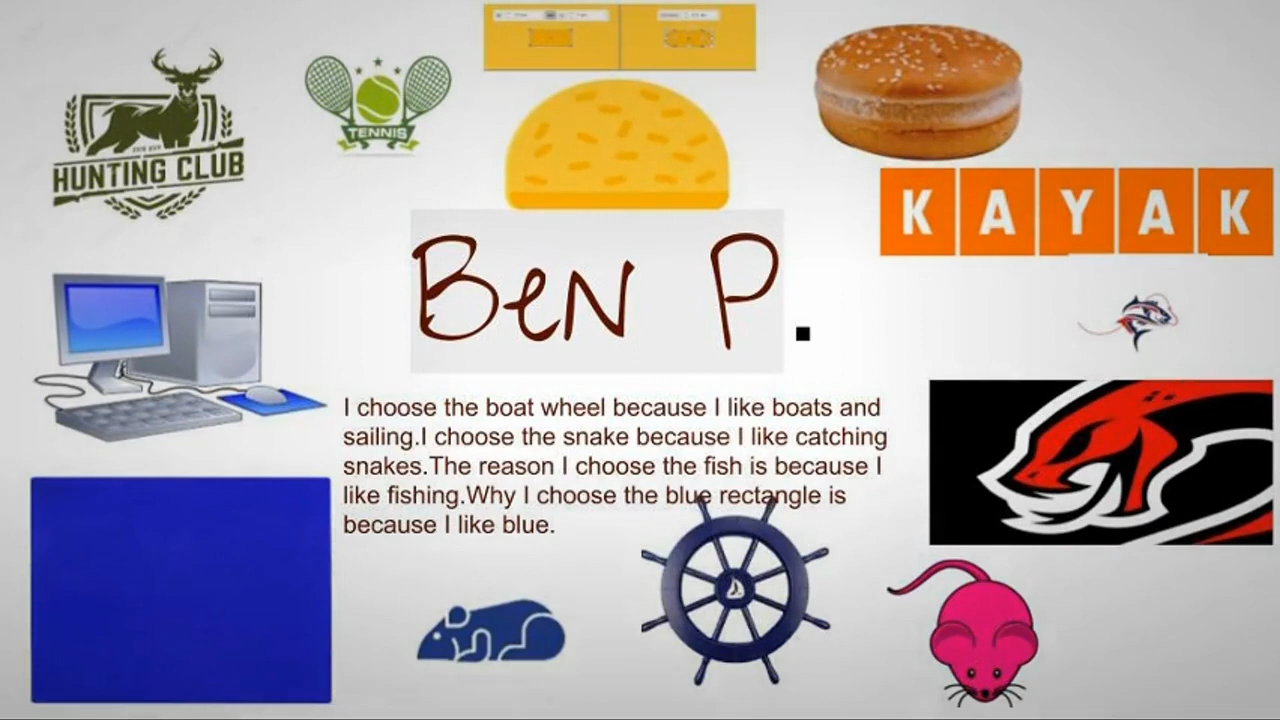 HUNTING CLUB
TENNIS
KAYAK
Ben P.
I choose the boat wheel because I like boats and
sailing.I choose the snake because I like catching
snakes.The reason I choose the fish is because I
like fishing.Why I choose the blue rectangle is
because I like blue.